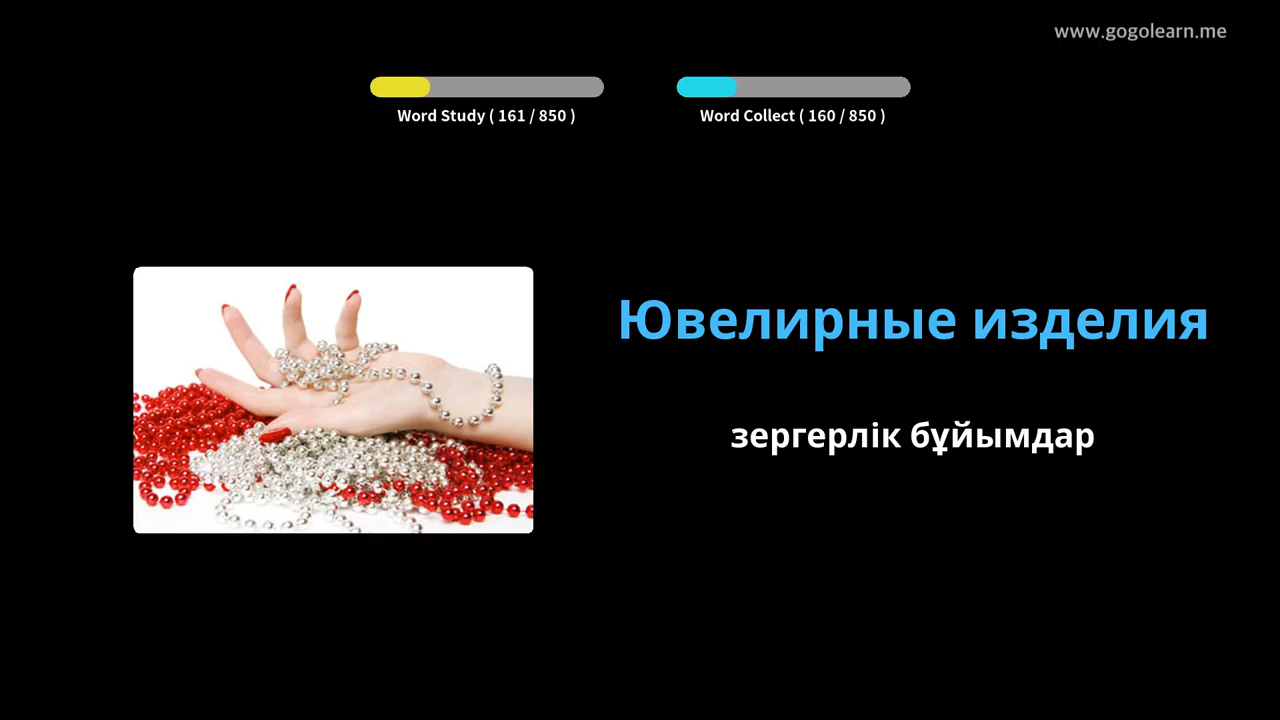 www.gogolearn.me
Word Study ( 161 / 850 )
Word Collect ( 160 / 850 )
Ювелирные изделия
зергерлік бұйымдар